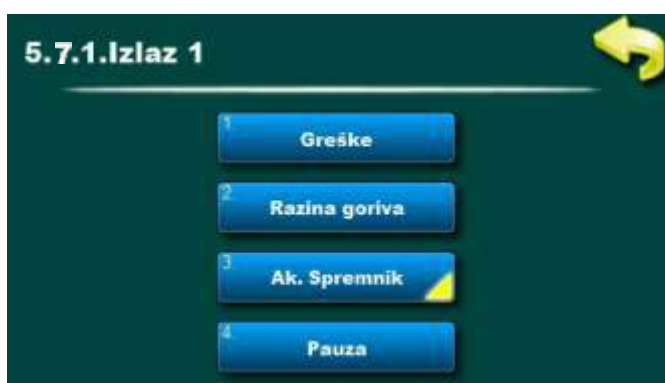 5.7.1.Izlaz 1
1
Greške
2
Razina goriva
3
Ak. Spremnik
4
Pauza